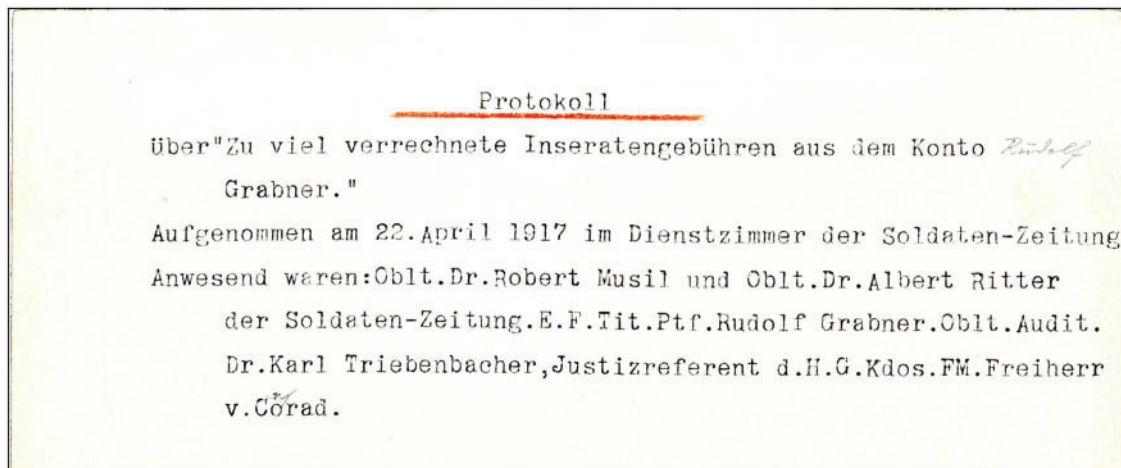 Protokoll
über"Zu viel verrechnete Inseratengebühren aus dem Konto Rudolf
Grabner."
Aufgenommen am 22.April 1917 im Dienstzimmer der Soldaten-Zeitung
Anwesend waren:Oblt.Dr.Robert Musil und Oblt.Dr.Albert Ritter
der Soldaten-Zeitung.E.F.Tit.Ptf.Rudolf Grabner.Oblt.Audit.
Dr.Karl Triebenbacher,Justizreferent d.H.G.Kdos.FM.Freiherr
v.Conrad.